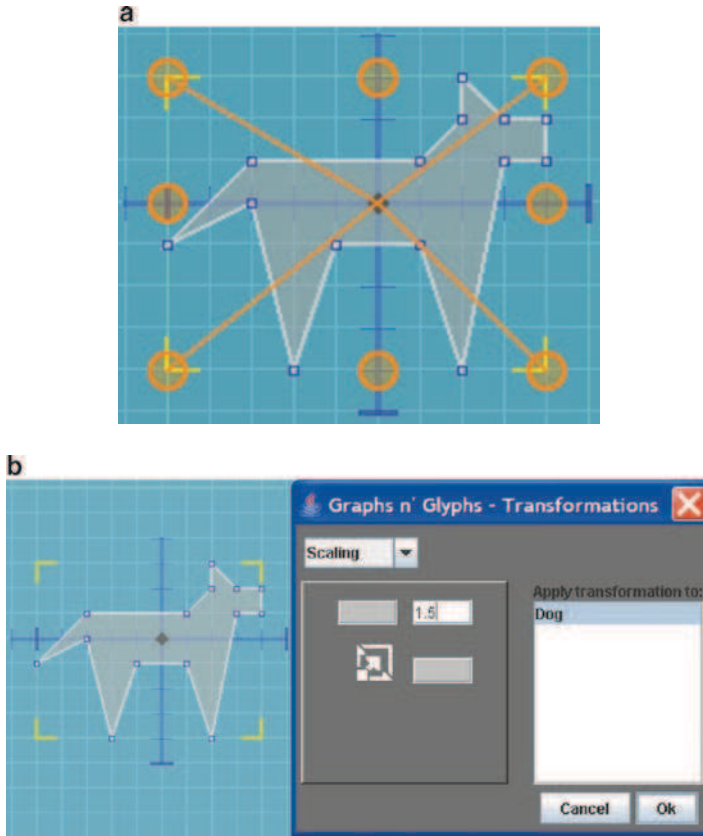 a
b
Graphs n' Glyphs - Transformations
Scaling
1.5
Apply transformation to:
Dog
Cancel
Ok